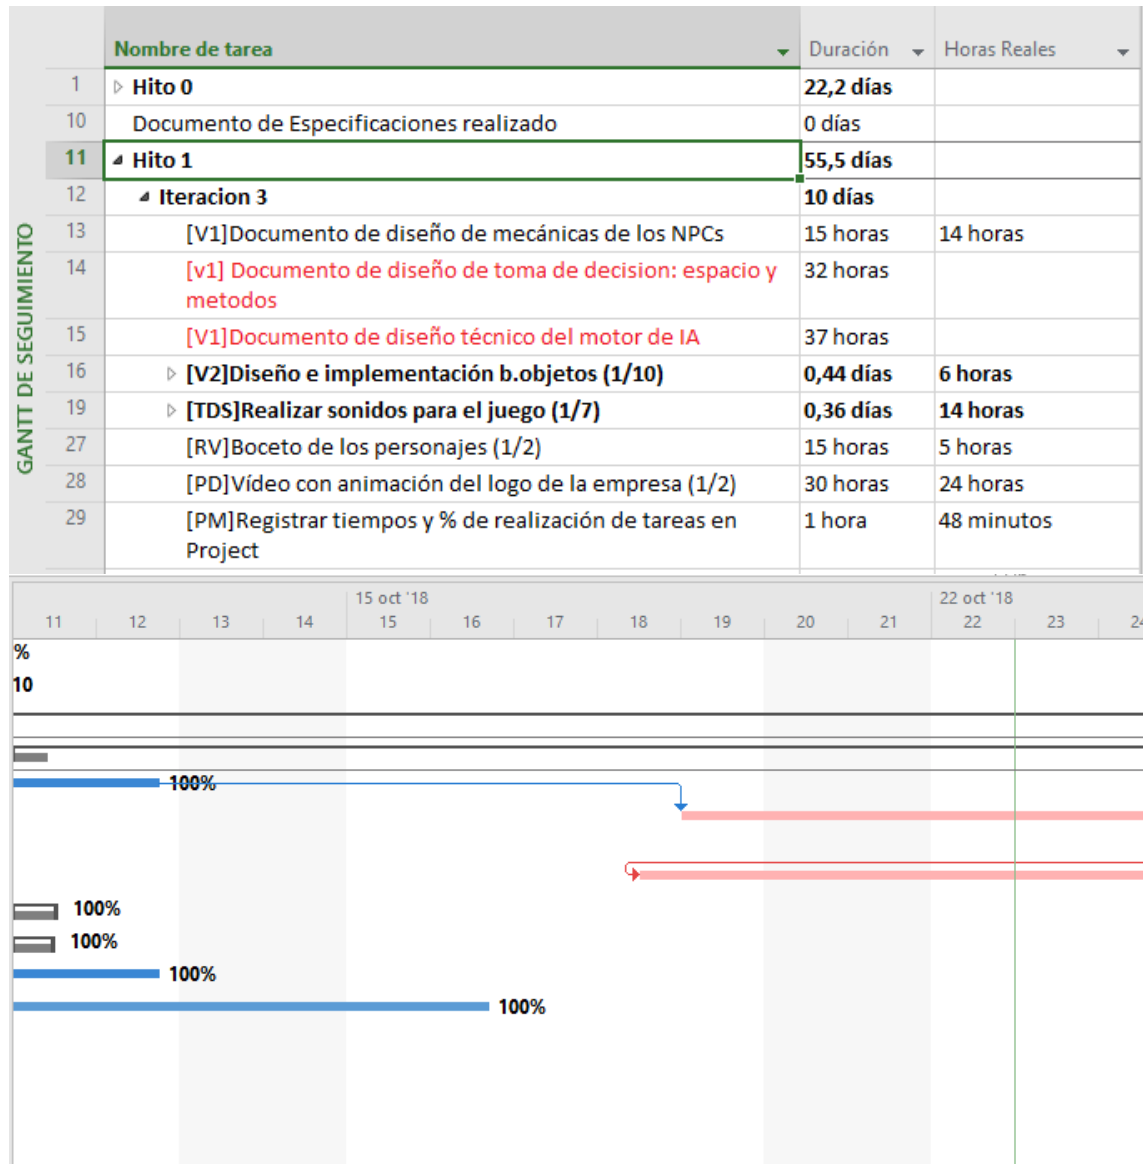 Nombre de tarea Duración Horas Reales
1 Hito 0 22,2 días
10 Documento de Especificaciones realizado 0 días
11 Hito 1 55,5 días
12 Iteracion 3 10 días
13 [V1]Documento de diseño de mecánicas de los NPCs 15 horas 14 horas
14 [v1] Documento de diseño de toma de decision: espacio y 32 horas
metodos
15 [V1]Documento de diseño técnico del motor de IA 37 horas
16 [V2]Diseño e implementación b.objetos (1/10) 0,44 días 6 horas
19 [TDS]Realizar sonidos para el juego (1/7) 0,36 días 14 horas
27 [RV]Boceto de los personajes (1/2) 15 horas 5 horas
28 [PD]Vídeo con animación del logo de la empresa (1/2) 30 horas 24 horas
29 [PM]Registrar tiempos y % de realización de tareas en 1 hora 48 minutos
Project
GANTT DE SEGUIMIENTO
15 oct '18 22 oct '18
11 12 13 14 15 16 17 18 19 20 21 22 23 24
%
10
100%
100%
100%
100%
100%